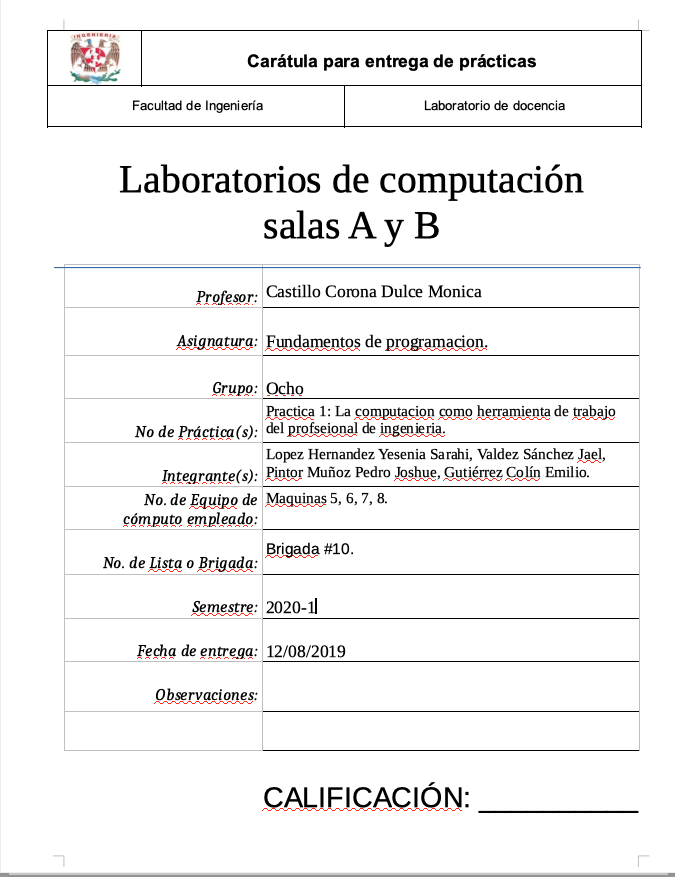 INGENIERIA
Carátula para entrega de prácticas
Facultad de Ingeniería
Laboratorio de docencia
Laboratorios de computación
salas A y B
Profesor: Castillo Corona Dulce Monica
Asignatura: Fundamentos de programacion.
Grupo: Ocho
No de Práctica(s): Practica 1: La computacion como herramienta de trabajo
del profseional de ingenieria.
Integrante(s): Lopez Hernandez Yesenia Sarahi, Valdez Sánchez Jael,
Pintor Muñoz Pedro Joshue, Gutiérrez Colín Emilio.
No. de Equipo de
cómputo empleado: Maquinas 5, 6, 7, 8.
No. de Lista o Brigada: Brigada #10.
Semestre: 2020-1
Fecha de entrega: 12/08/2019
Observaciones:
CALIFICACIÓN: __________